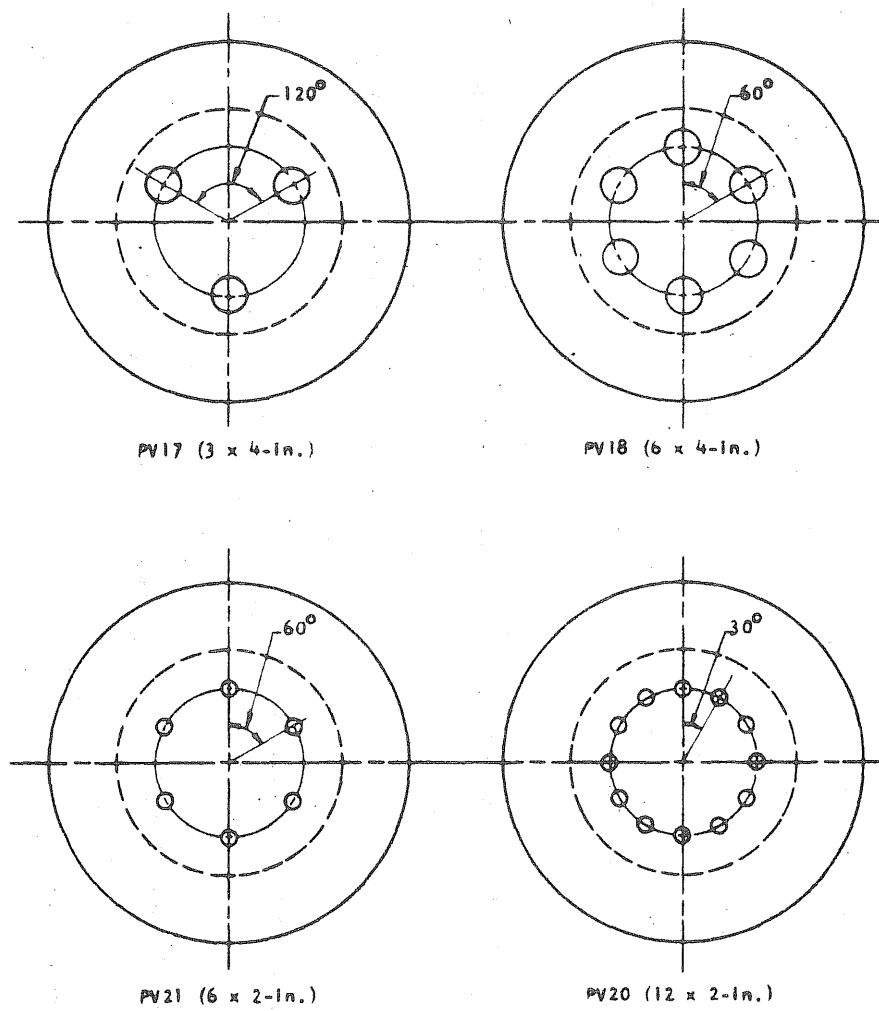 120°
60°
PV17 (3 x 4-in.)
PV18 (6 x 4-in.)
60°
30°
PV21 (6 x 2-in.)
PV20 (12 x 2-in.)